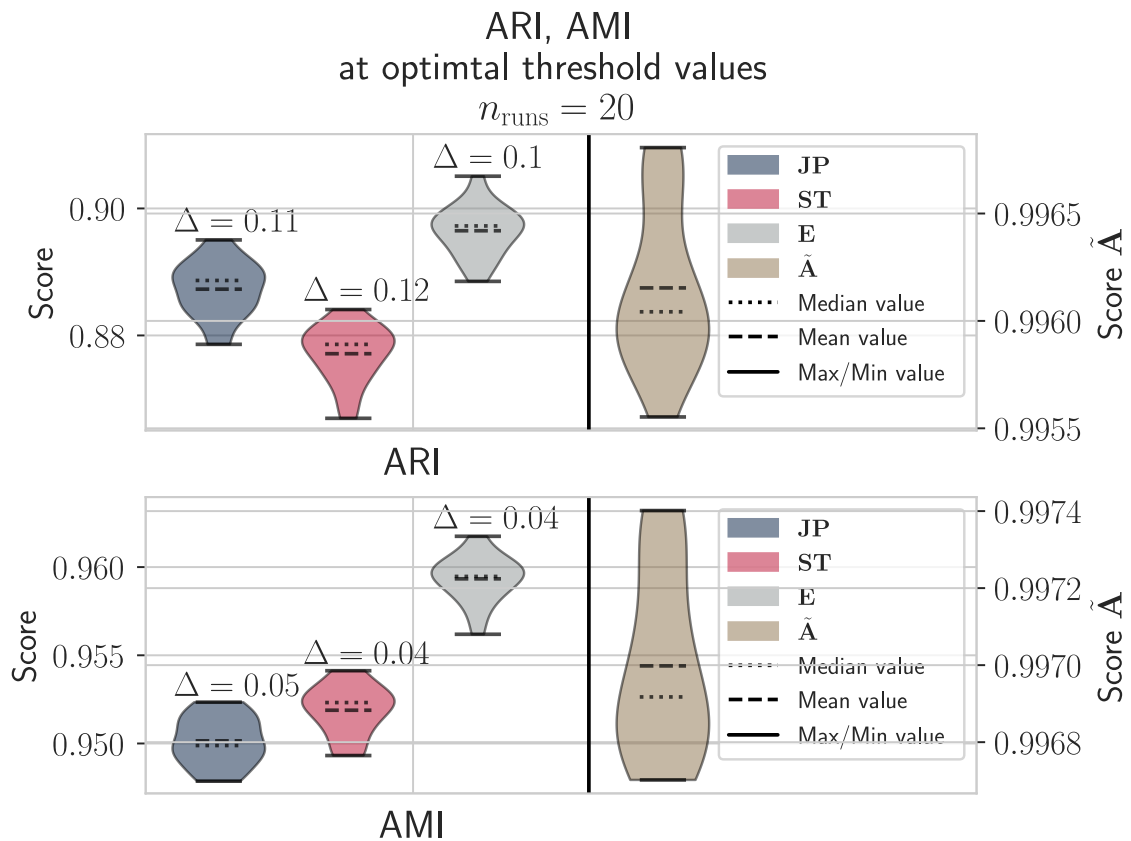 ARI, AMI
at optimtal threshold values
n_runs = 20
Δ = 0.11
Δ = 0.12
Δ = 0.1
0.90
0.88
Score
JP
ST
E
Ã
Median value
Mean value
Max/Min value
0.9965
0.9960
0.9955
Score Ã
ARI
Δ = 0.05
Δ = 0.04
Δ = 0.04
0.960
0.955
0.950
Score
JP
ST
E
Ã
Median value
Mean value
Max/Min value
0.9974
0.9972
0.9970
0.9968
Score Ã
AMI